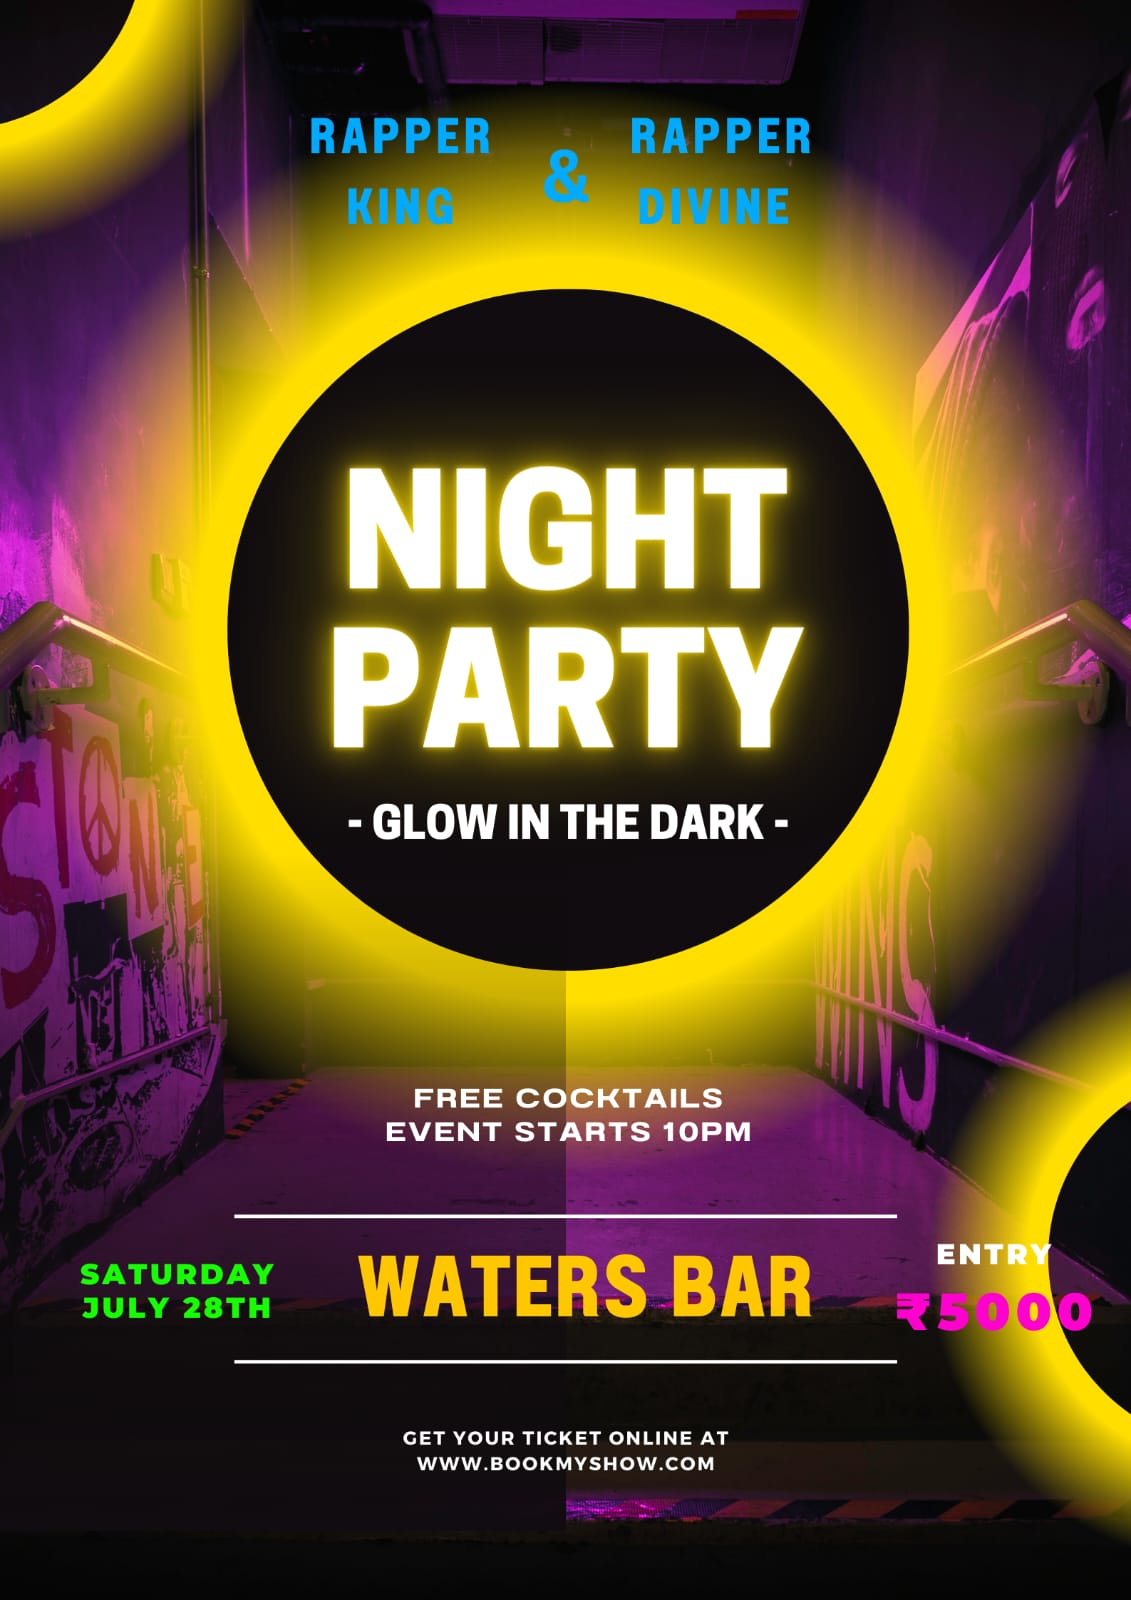 RAPPER KING
&
RAPPER DIVINE
NIGHT
PARTY
- GLOW IN THE DARK -
FREE COCKTAILS
EVENT STARTS 10PM
SATURDAY
JULY 28TH
WATERS BAR
ENTRY
₹5000
GET YOUR TICKET ONLINE AT
WWW.BOOKMYSHOW.COM